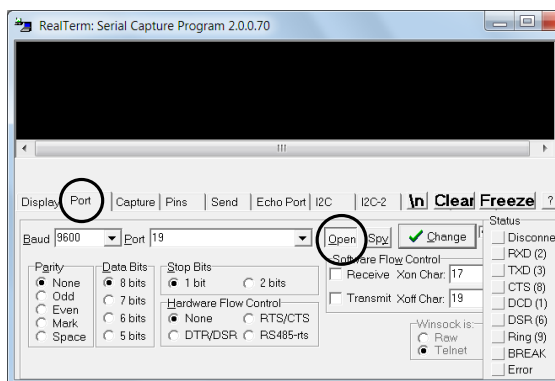 RealTerm: Serial Capture Program 2.0.0.70
Display Port Capture Pins Send Echo Port I2C I2C-2 \n Clear Freeze ?
Status
Baud 9600 Port 19 Open Spy Change
Disconne
RXD (2)
TXD (3)
CTS (8)
DCD (1)
DSR (6)
Ring (9)
BREAK
Error
Parity
None
Odd
Even
Mark
Space
Data Bits
8 bits
7 bits
6 bits
5 bits
Stop Bits
1 bit 2 bits
Hardware Flow Control
None RTS/CTS
DTR/DSR RS485-rts
Software Flow Control
Receive Xon Char: 17
Transmit Xoff Char: 19
Winsock is:
Raw
Telnet